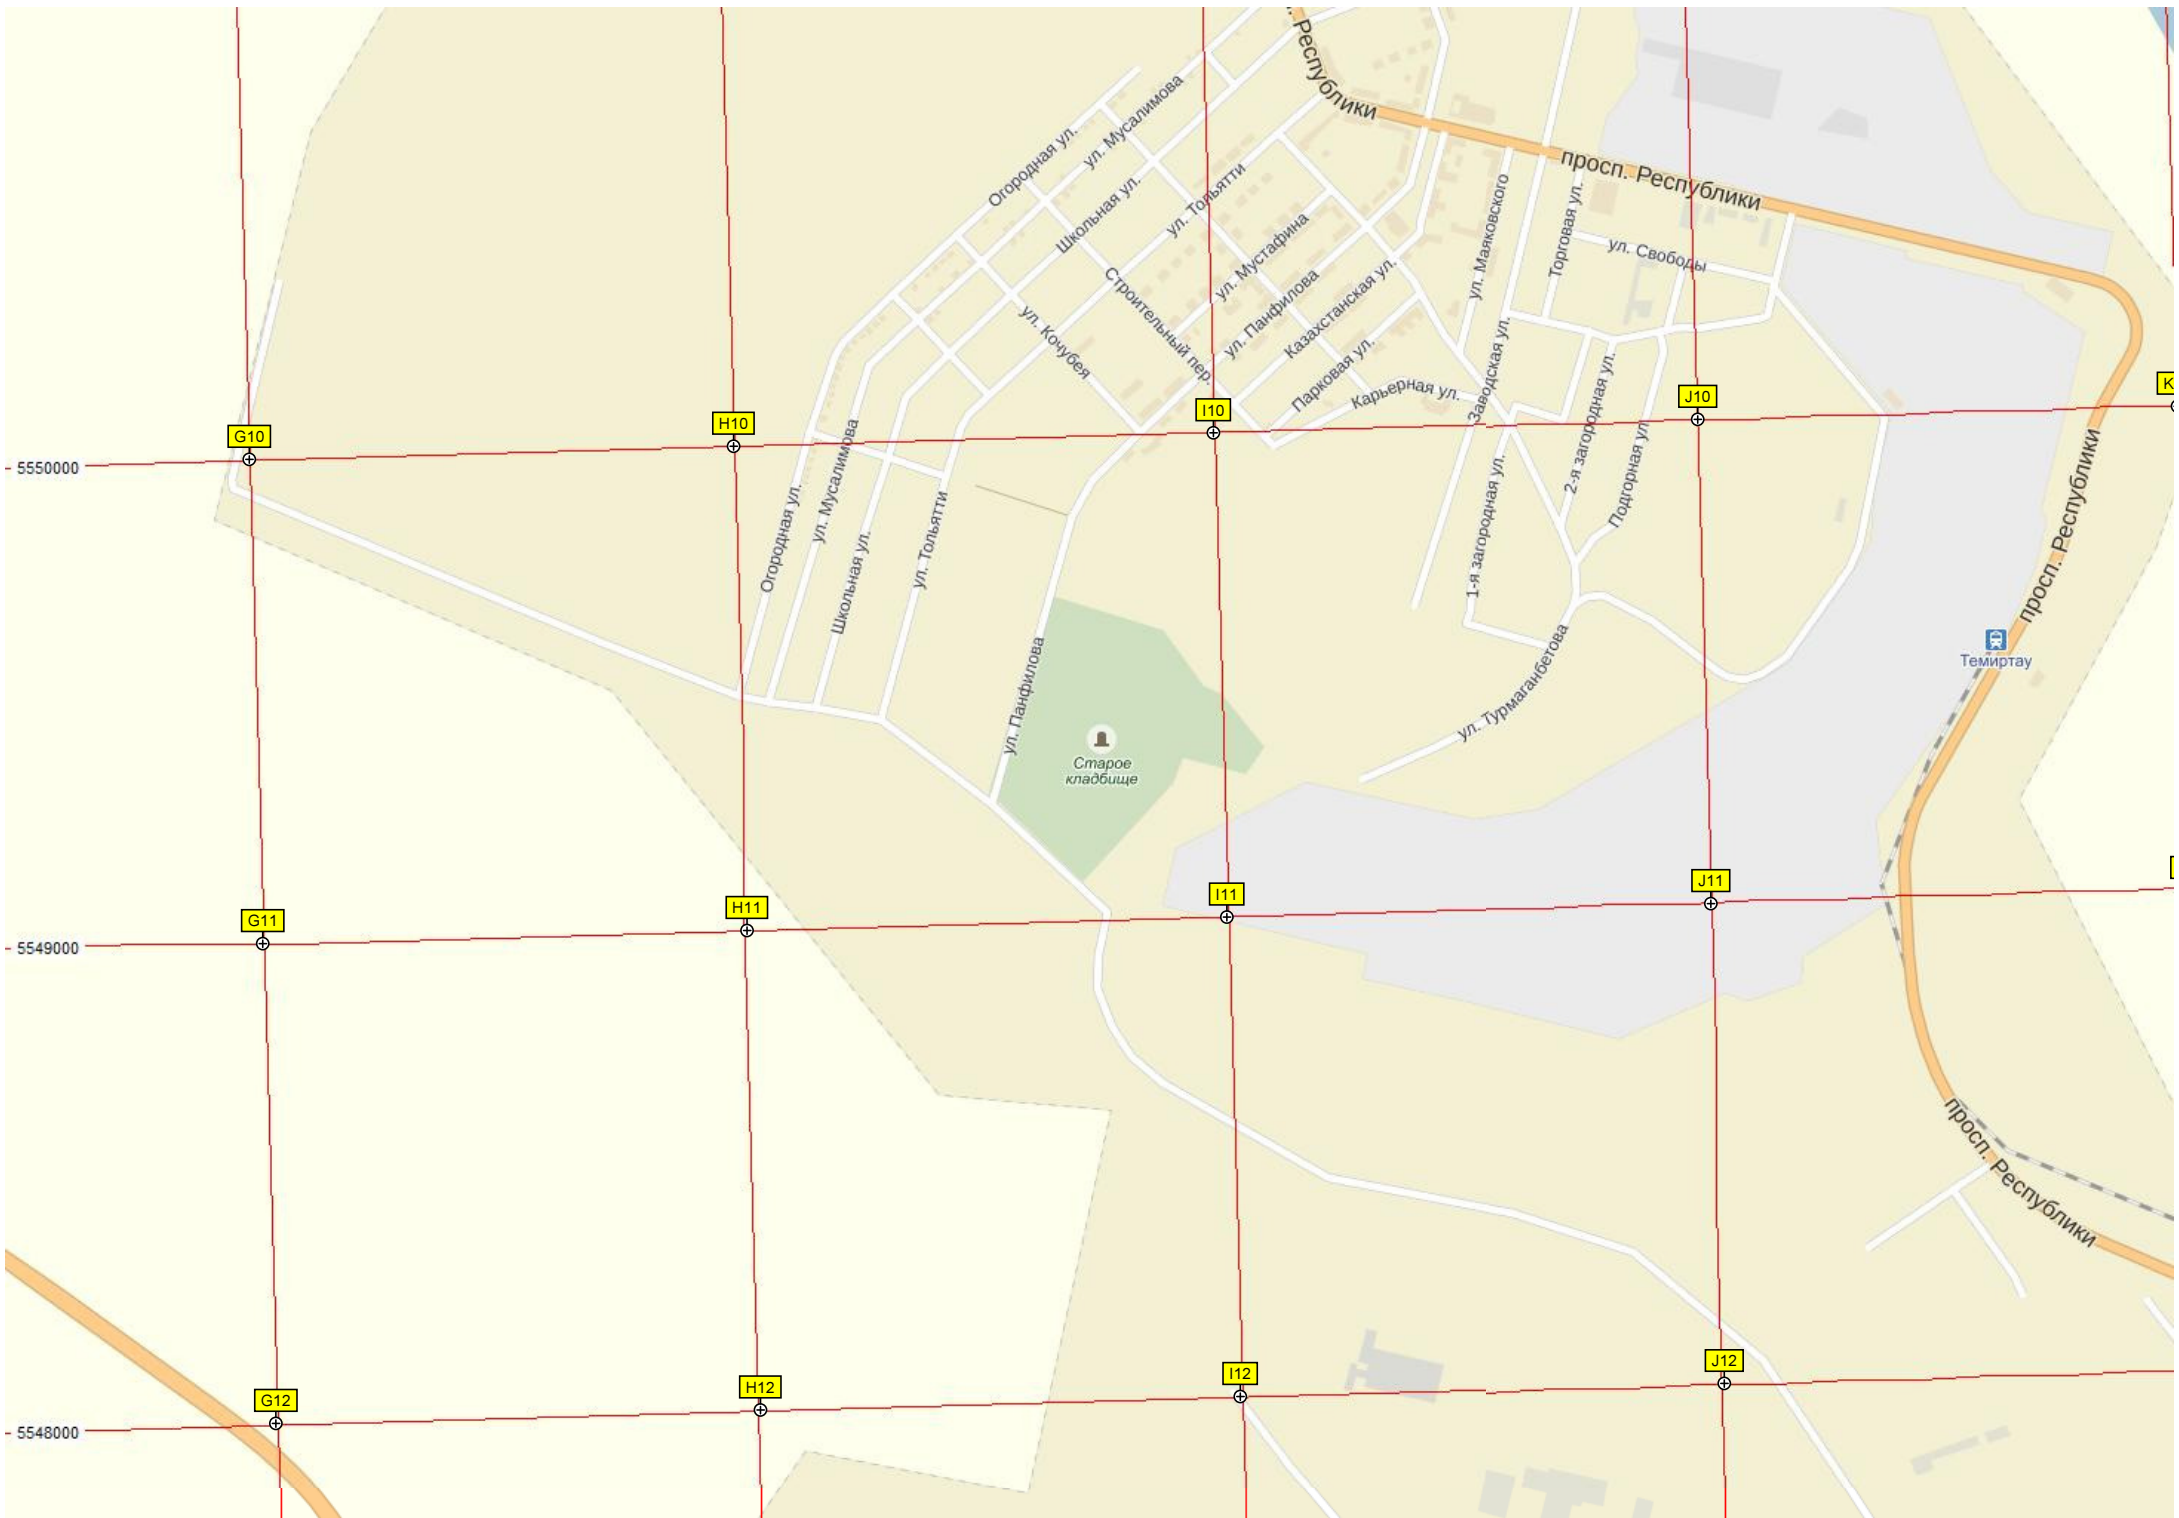 . Республики
просп. Республики
Огородная ул.
ул. Мусалимова
Школьная ул.
ул. Тольятти
ул. Мустафина
ул. Панфилова
Казахстанская ул.
Парковая ул.
Карьерная ул.
Строительный пер.
ул. Кочубея
ул. Маяковского
Торговая ул.
ул. Свободы
Заводская ул.
2-я загородная ул.
Подгорная ул.
1-я загородная ул.
G10
H10
I10
J10
K
5550000
Огородная ул.
ул. Мусалимова
Школьная ул.
ул. Тольятти
ул. Панфилова
ул. Турмаганбетова
просп. Республики
Темиртау
Старое
кладбище
G11
H11
I11
J11
5549000
просп. Республики
G12
H12
I12
J12
5548000